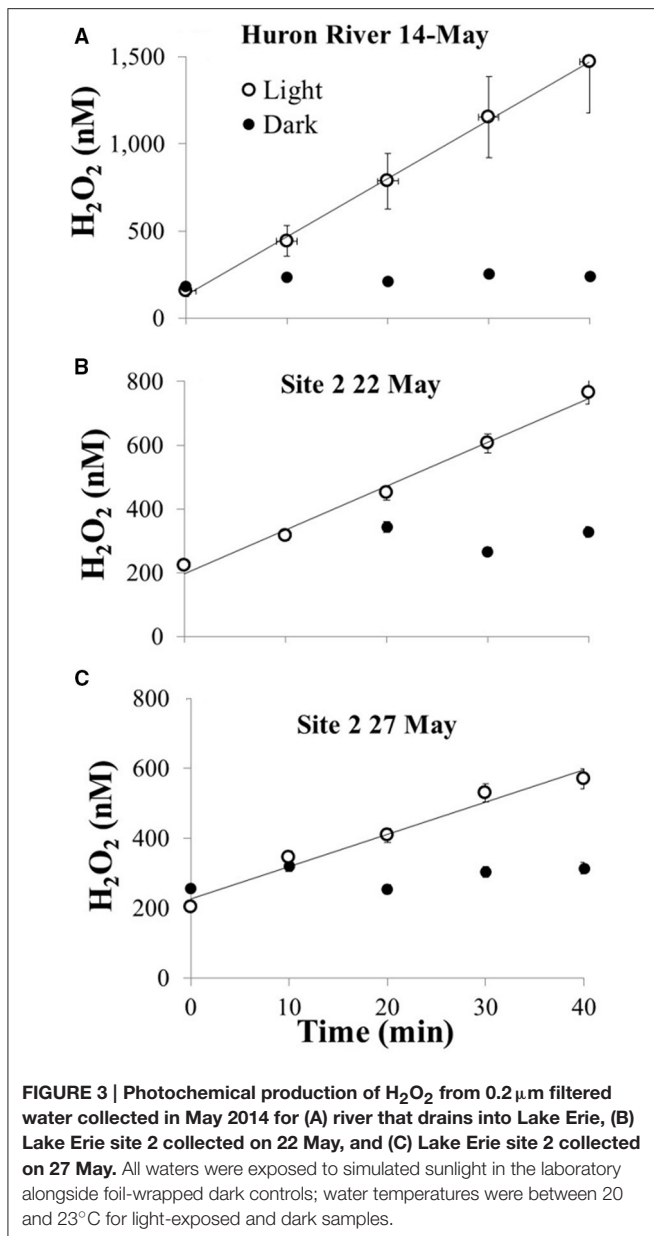 A
Huron River 14-May
H₂O₂ (nM)
1,500
1,000
500
0
Light
Dark
B
Site 2 22 May
H₂O₂ (nM)
800
600
400
200
0
C
Site 2 27 May
H₂O₂ (nM)
800
600
400
200
0
0 10 20 30 40
Time (min)
FIGURE 3 | Photochemical production of H₂O₂ from 0.2 μm filtered
water collected in May 2014 for (A) river that drains into Lake Erie, (B)
Lake Erie site 2 collected on 22 May, and (C) Lake Erie site 2 collected
on 27 May. All waters were exposed to simulated sunlight in the laboratory
alongside foil-wrapped dark controls; water temperatures were between 20
and 23°C for light-exposed and dark samples.